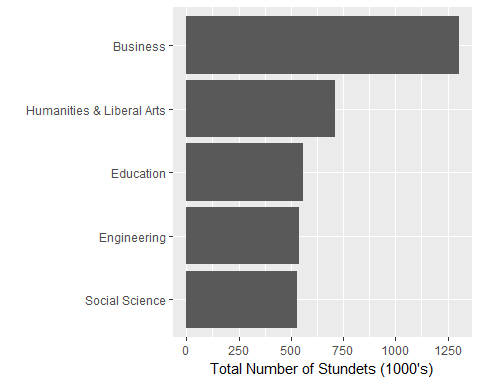 Business
Humanities & Liberal Arts
Education
Engineering
Social Science
0 250 500 750 1000 1250
Total Number of Stundets (1000's)